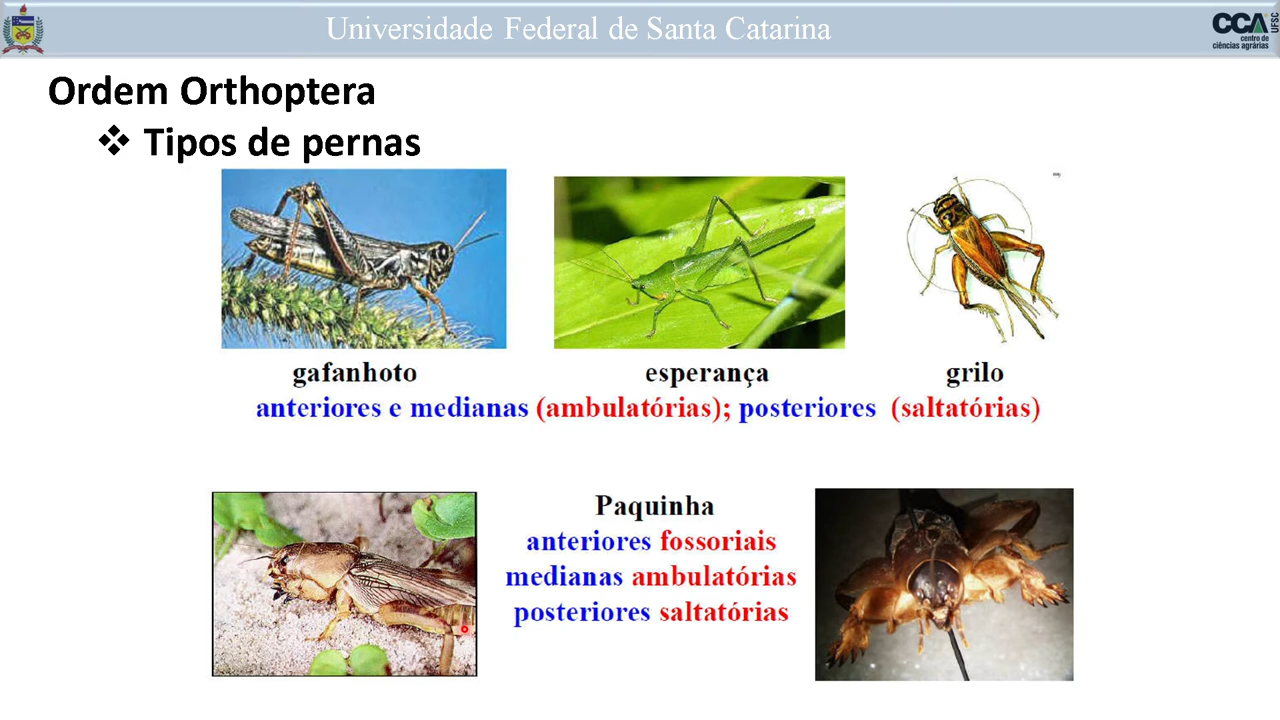 Universidade Federal de Santa Catarina
CCA
UFSC
centro de
ciências agrárias
Ordem Orthoptera
❖ Tipos de pernas
gafanhoto
esperança
grilo
anteriores e medianas (ambulatórias); posteriores (saltatórias)
Paquinha
anteriores fossoriais
medianas ambulatórias
posteriores saltatórias